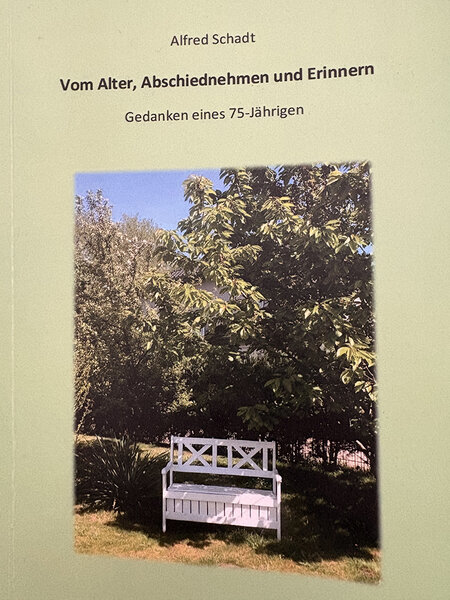 Alfred Schadt
Vom Alter, Abschiednehmen und Erinnern
Gedanken eines 75-Jährigen